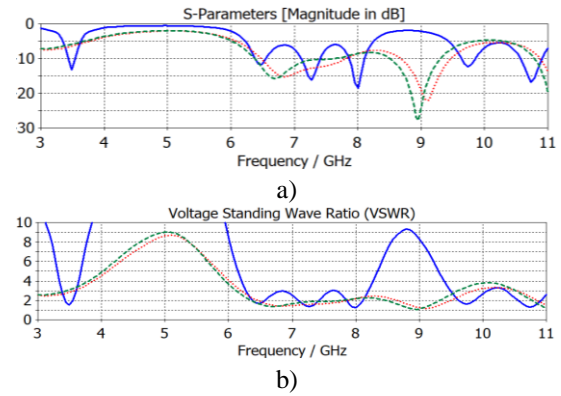 S-Parameters [Magnitude in dB]
0
10
20
30
3 4 5 6 7 8 9 10 11
Frequency / GHz
a)
Voltage Standing Wave Ratio (VSWR)
10
8
6
4
2
0
3 4 5 6 7 8 9 10 11
Frequency / GHz
b)